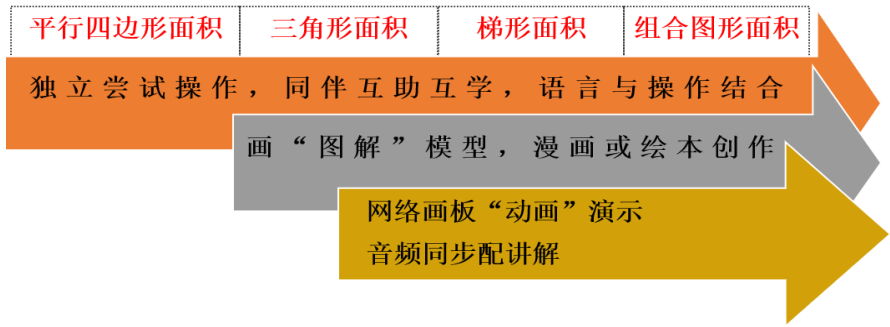 平行四边形面积 三角形面积 梯形面积 组合图形面积
独立尝试操作，同伴互助互学，语言与操作结合
画“图解”模型，漫画或绘本创作
网络画板“动画”演示
音频同步配讲解